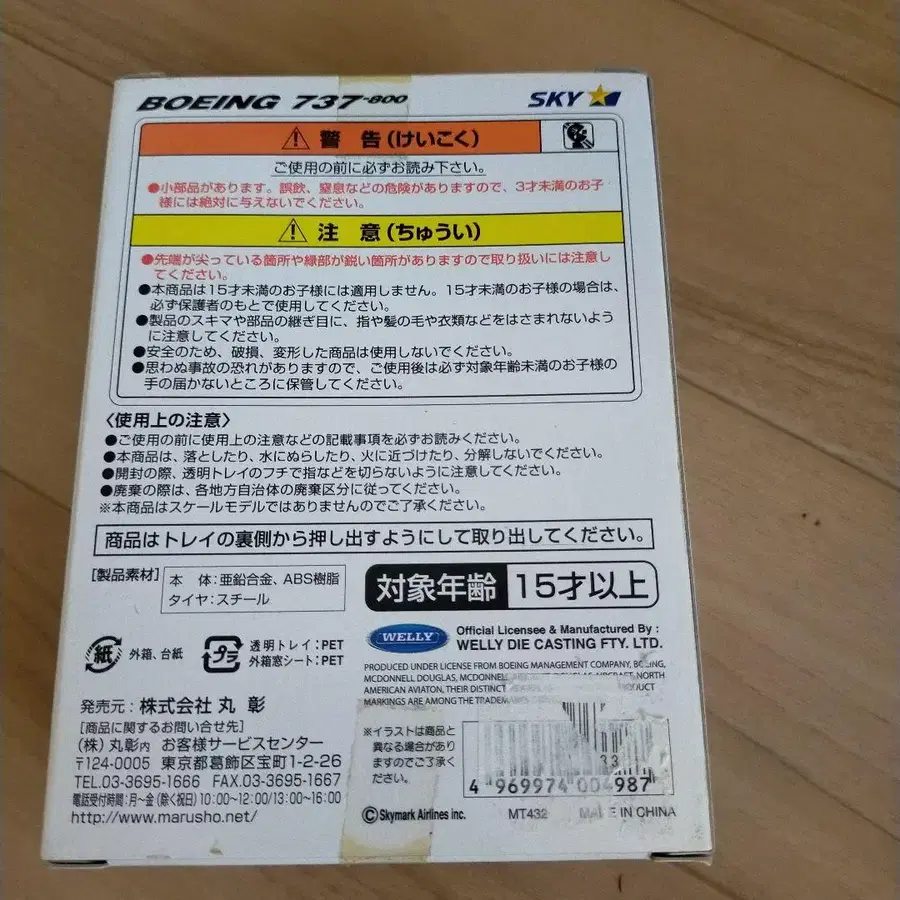 BOEING 737-800
SKY
警 告(けいこく)
ご使用の前に必ずお読み下さい。
●小部品があります。誤飲、窒息などの危険がありますので、3才未満のお子
様には絶対に与えないでください。
注 意(ちゅうい)
●先端が尖っている箇所や縁部が鋭い箇所がありますので取り扱いには注意し
てください。
●本商品は15才未満のお子様には適用しません。15才未満のお子様の場合は、
必ず保護者のもとで使用してください。
●製品のスキマや部品の継ぎ目に、指や髪の毛や衣類などをはさまれないよう
に注意してください。
●安全のため、破損、変形した商品は使用しないでください。
●思わぬ事故の恐れがありますので、ご使用後は必ず対象年齢未満のお子様の
手の届かないところに保管してください。
〈使用上の注意〉
●ご使用の前に使用上の注意などの記載事項を必ずお読みください。
●本商品は、落としたり、水にぬらしたり、火に近づけたり、分解しないでください。
●開封の際、透明トレイのフチで指などを切らないように注意してください。
●廃棄の際は、各地方自治体の廃棄区分に従ってください。
※本商品はスケールモデルではありませんのでご了承ください。
商品はトレイの裏側から押し出すようにして取り出してください。
[製品素材]
本 体:亜鉛合金、ABS樹脂
タイヤ:スチール
対象年齢 15才以上
紙 外箱、台紙
プラ 透明トレイ:PET
外箱窓シート:PET
WELLY
Official Licensee & Manufactured By :
WELLY DIE CASTING FTY. LTD.
PRODUCED UNDER LICENSE FROM BOEING MANAGEMENT COMPANY,
MCDONNELL DOUGLAS, NORTH
AMERICAN AVIATON, THEIR
MARKINGS ARE AMONG THE
発売元:株式会社 丸 彰
[商品に関するお問い合せ先]
(株)丸彰内 お客様サービスセンター
〒124-0005 東京都葛飾区宝町1-2-26
TEL.03-3695-1666 FAX.03-3695-1667
電話受付時間:月〜金(除く祝日)10:00〜12:00/13:00〜16:00
http://www.marusho.net/
※イラストは商品と
異なる場合があり
ますのでご了承く
ださい。
4 969974 004987
©Skymark Airlines Inc.
MT432
IN CHINA